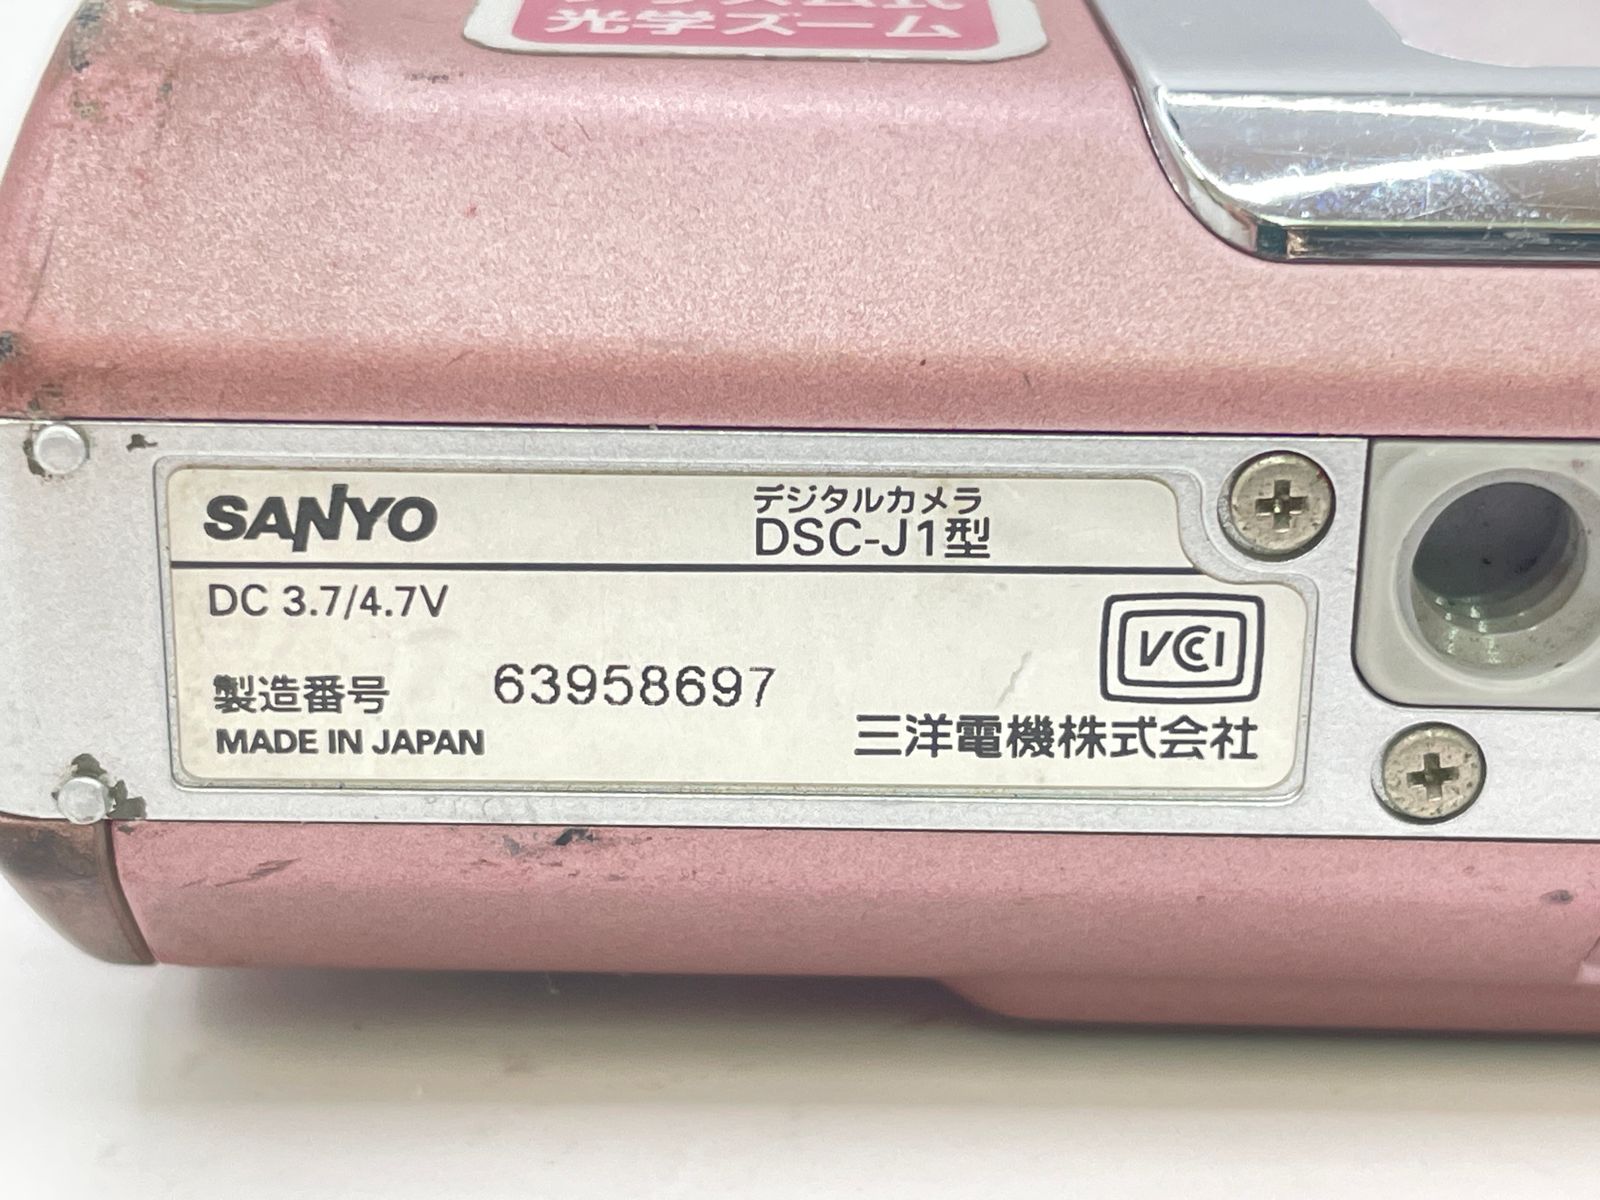 光学ズーム
SANYO
デジタルカメラ
DSC-J1型
DC 3.7/4.7V
VCCI
製造番号 63958697
MADE IN JAPAN
三洋電機株式会社